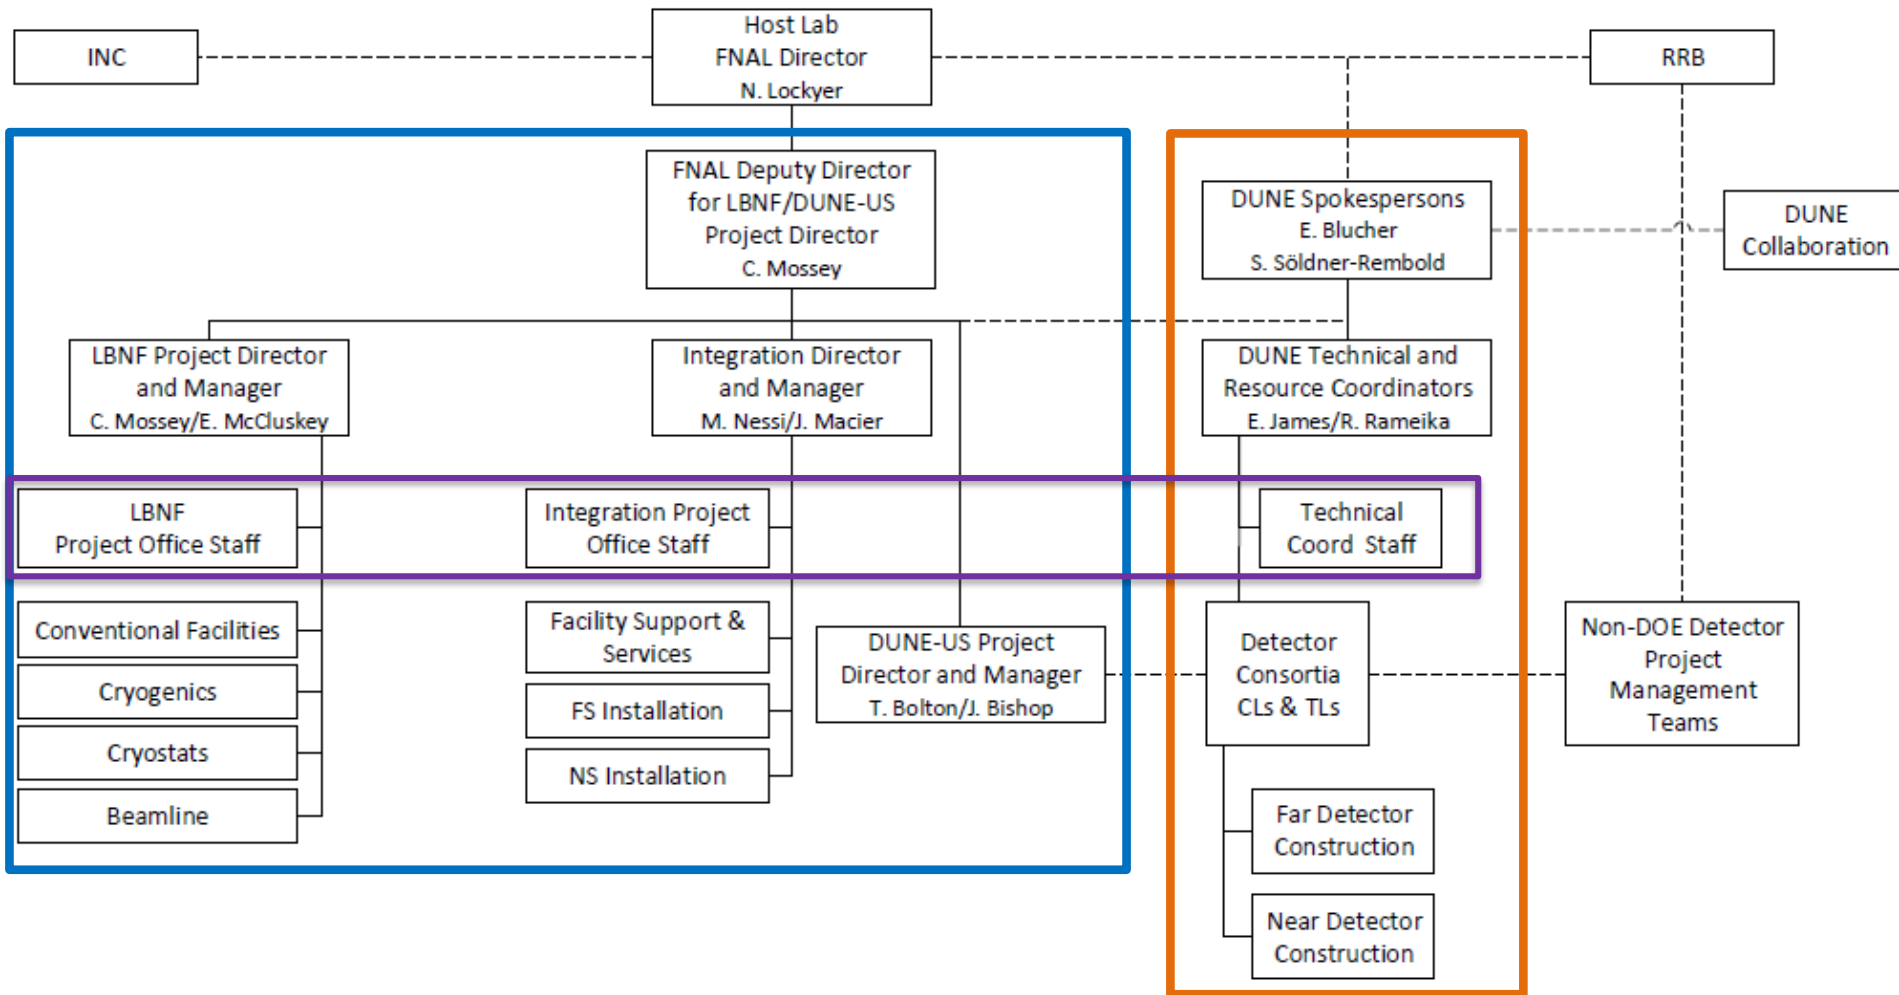 INC
Host Lab
FNAL Director
N. Lockyer
RRB
FNAL Deputy Director
for LBNF/DUNE-US
Project Director
C. Mossey
DUNE Spokespersons
E. Blucher
S. Söldner-Rembold
DUNE
Collaboration
LBNF Project Director
and Manager
C. Mossey/E. McCluskey
Integration Director
and Manager
M. Nessi/J. Macier
DUNE Technical and
Resource Coordinators
E. James/R. Rameika
LBNF
Project Office Staff
Integration Project
Office Staff
Technical
Coord Staff
Conventional Facilities
Cryogenics
Cryostats
Beamline
Facility Support &
Services
FS Installation
NS Installation
DUNE-US Project
Director and Manager
T. Bolton/J. Bishop
Detector
Consortia
CLs & TLs
Non-DOE Detector
Project
Management
Teams
Far Detector
Construction
Near Detector
Construction